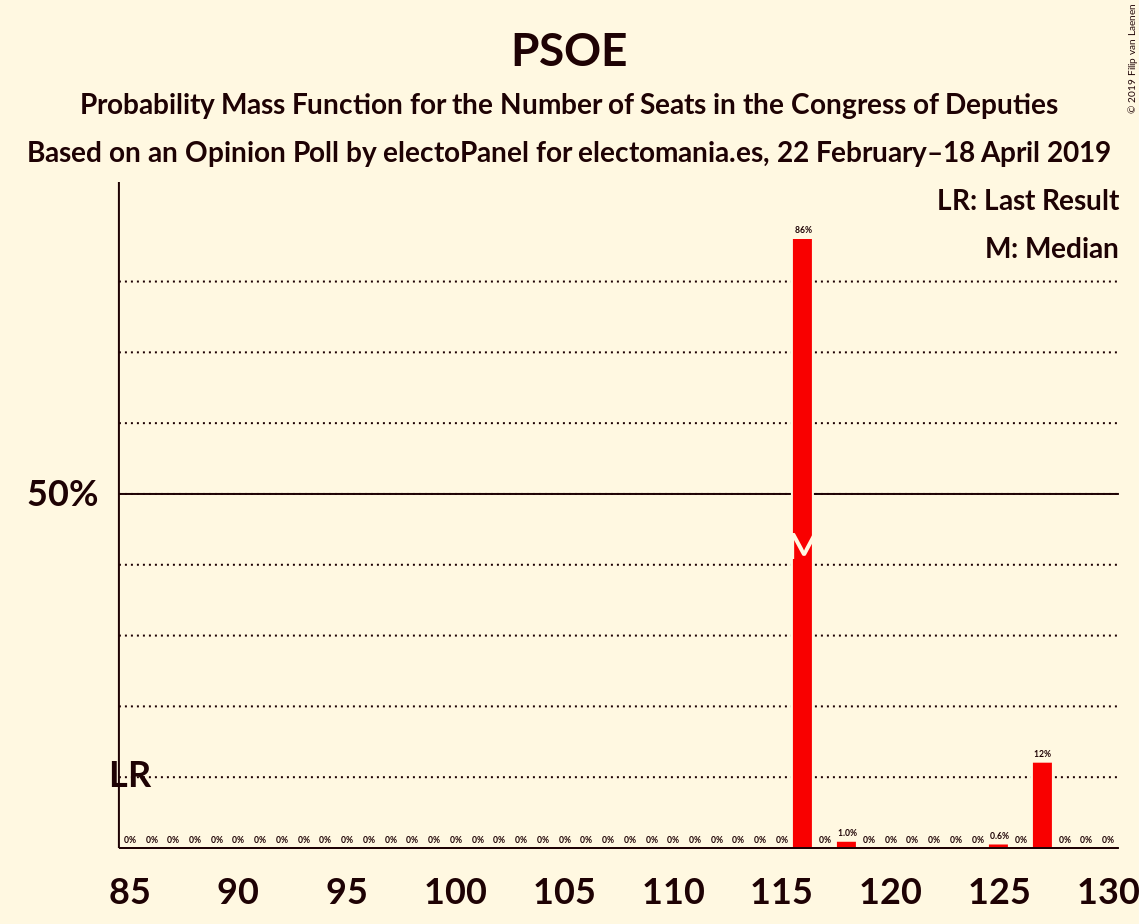 PSOE
Probability Mass Function for the Number of Seats in the Congress of Deputies
Based on an Opinion Poll by electoPanel for electomania.es, 22 February–18 April 2019
© 2019 Filip van Laenen
LR: Last Result
M: Median
86%
50%
M
12%
LR
0% 0% 0% 0% 0% 0% 0% 0% 0% 0% 0% 0% 0% 0% 0% 0% 0% 0% 0% 0% 0% 0% 0% 0% 0% 0% 0% 0% 0% 0% 0% 0% 1.0% 0% 0% 0% 0% 0% 0% 0.6% 0% 0% 0% 0%
85 90 95 100 105 110 115 120 125 130